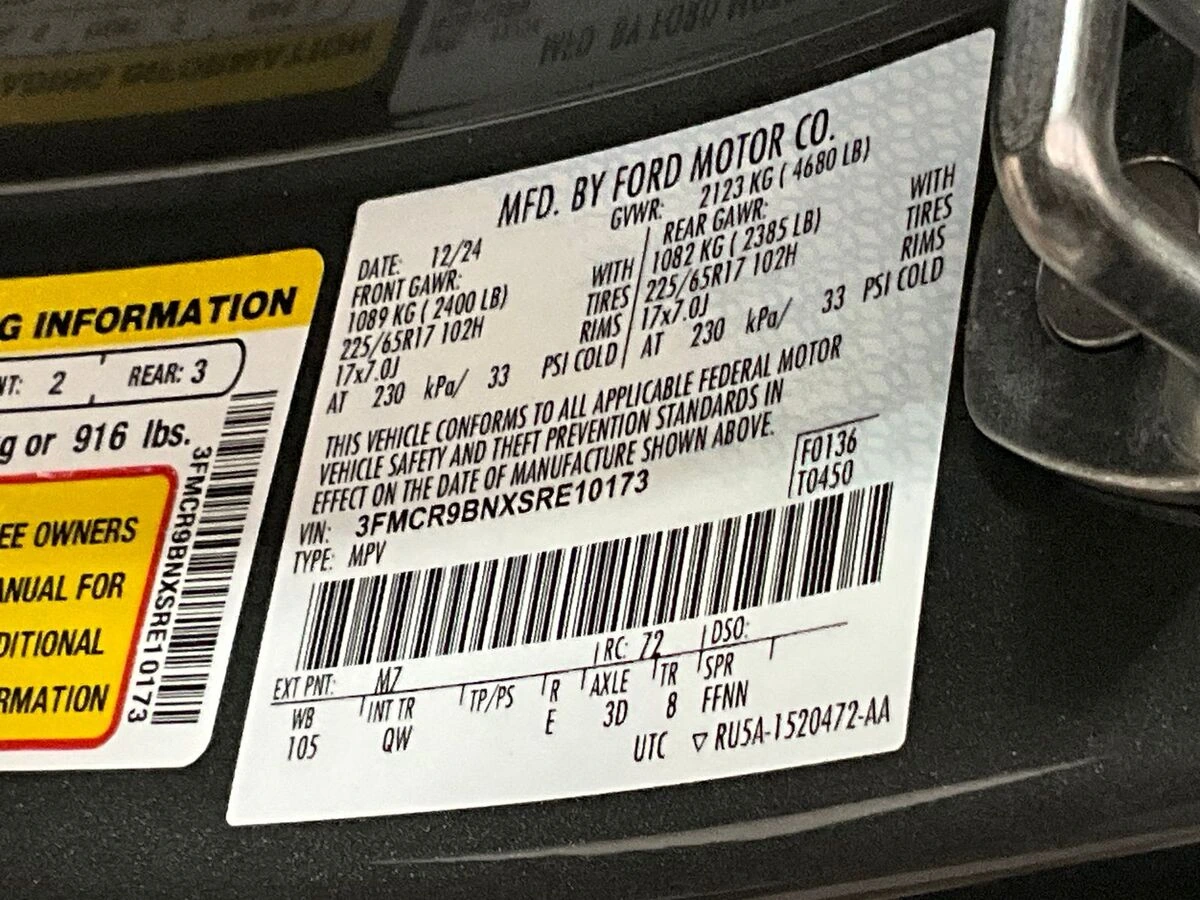 G INFORMATION
NT: 2 REAR: 3
g or 916 lbs.
EE OWNERS
ANUAL FOR
DITIONAL
RMATION
3FMCR9BNXSRE10173
MFD. BY FORD MOTOR CO.
DATE: 12/24 GVWR: 2123 KG ( 4680 LB)
FRONT GAWR: REAR GAWR:
1089 KG ( 2400 LB) WITH 1082 KG ( 2385 LB) WITH
225/65R17 102H TIRES 225/65R17 102H TIRES
17x7.0J RIMS 17x7.0J RIMS
AT 230 kPa/ 33 PSI COLD AT 230 kPa/ 33 PSI COLD
THIS VEHICLE CONFORMS TO ALL APPLICABLE FEDERAL MOTOR
VEHICLE SAFETY AND THEFT PREVENTION STANDARDS IN
EFFECT ON THE DATE OF MANUFACTURE SHOWN ABOVE.
VIN: 3FMCR9BNXSRE10173 F0136
TYPE: MPV T0450
EXT PNT: M7 RC: 72 DSO:
WB INT TR TP/PS R AXLE TR SPR
105 QW E 3D 8 FFNN
UTC ▽ RU5A-1520472-AA